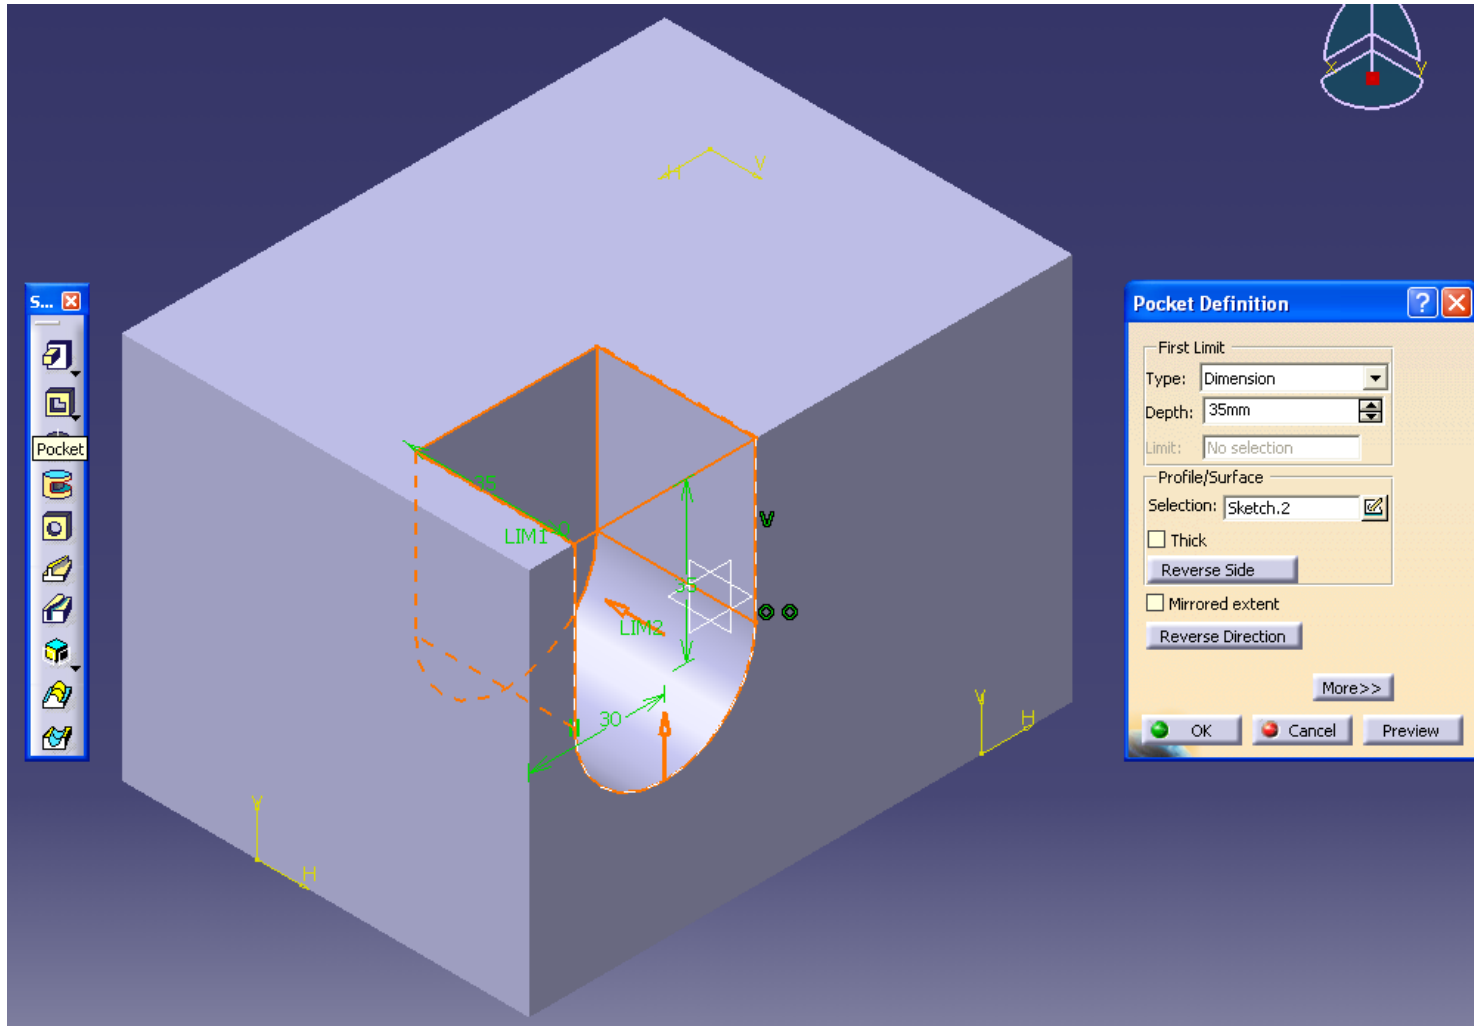 X
Y
H
V
S...
Pocket
35
0
LIM1
V
35
LIM2
30
H
V
H
V
H
Pocket Definition
?
First Limit
Type: Dimension
Depth: 35mm
Limit: No selection
Profile/Surface
Selection: Sketch.2
Thick
Reverse Side
Mirrored extent
Reverse Direction
More>>
OK Cancel Preview